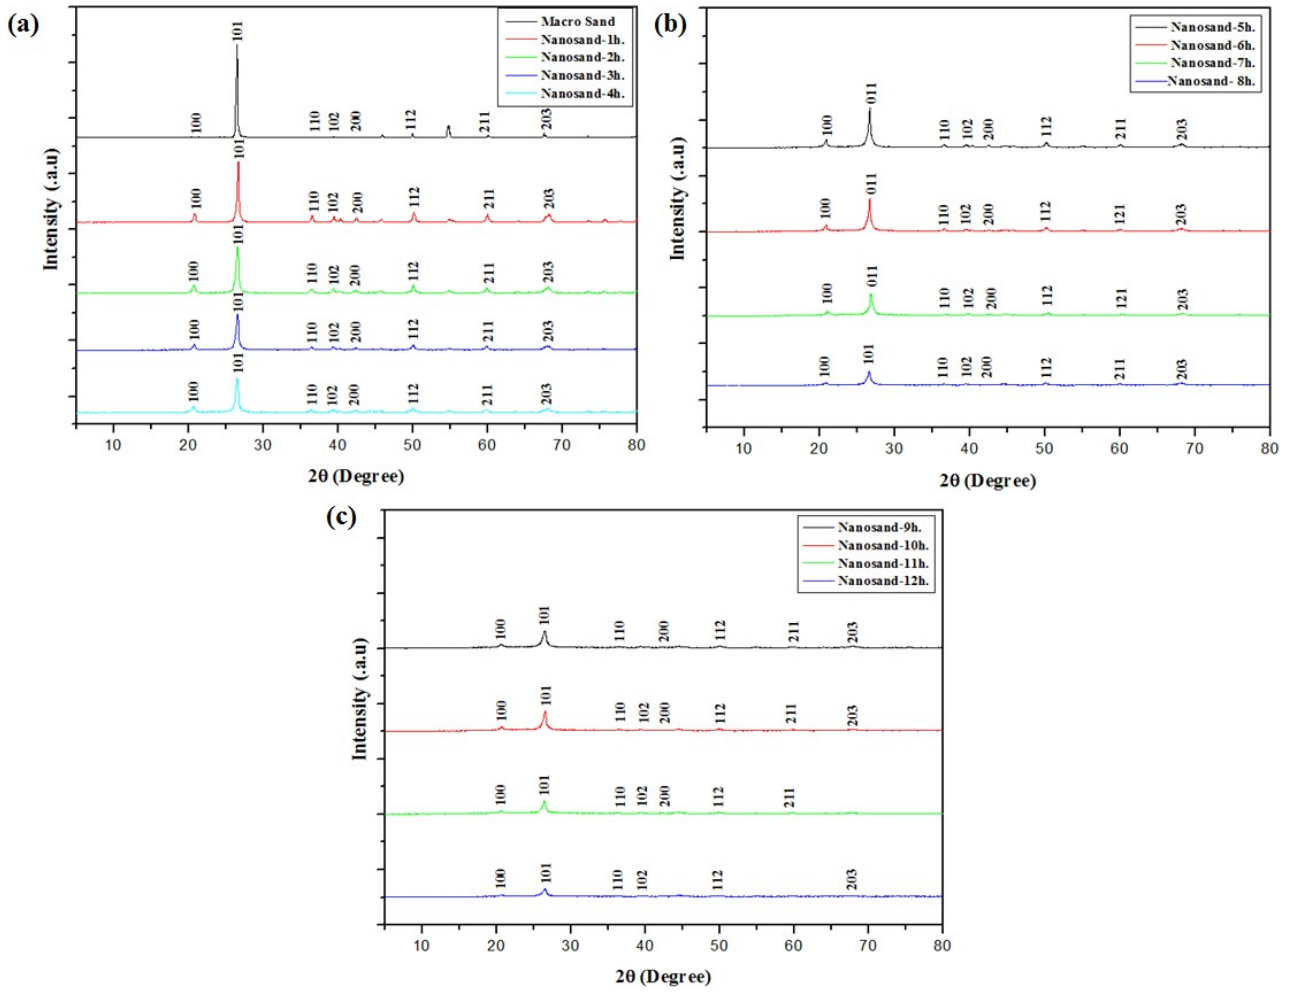 (a)
Macro Sand
Nanosand-1h.
Nanosand-2h.
Nanosand-3h.
Nanosand-4h.
101
100 110 102 200 112 211 203
101
100 110 102 200 112 211 203
101
100 110 102 200 112 211 203
101
100 110 102 200 112 211 203
101
100 110 102 200 112 211 203
Intensity (.a.u)
10 20 30 40 50 60 70 80
2θ (Degree)
(b)
Nanosand-5h.
Nanosand-6h.
Nanosand-7h.
Nanosand- 8h.
011
100 110 102 200 112 211 203
011
100 110 102 200 112 121 203
011
100 110 102 200 112 121 203
101
100 110 102 200 112 211 203
Intensity (.a.u)
10 20 30 40 50 60 70 80
2θ (Degree)
(c)
Nanosand-9h.
Nanosand-10h.
Nanosand-11h.
Nanosand-12h.
100 101 110 200 112 211 203
100 101 110 102 200 112 211 203
100 101 110 102 200 112 211
100 101 110 102 112 203
Intensity (.a.u)
10 20 30 40 50 60 70 80
2θ (Degree)